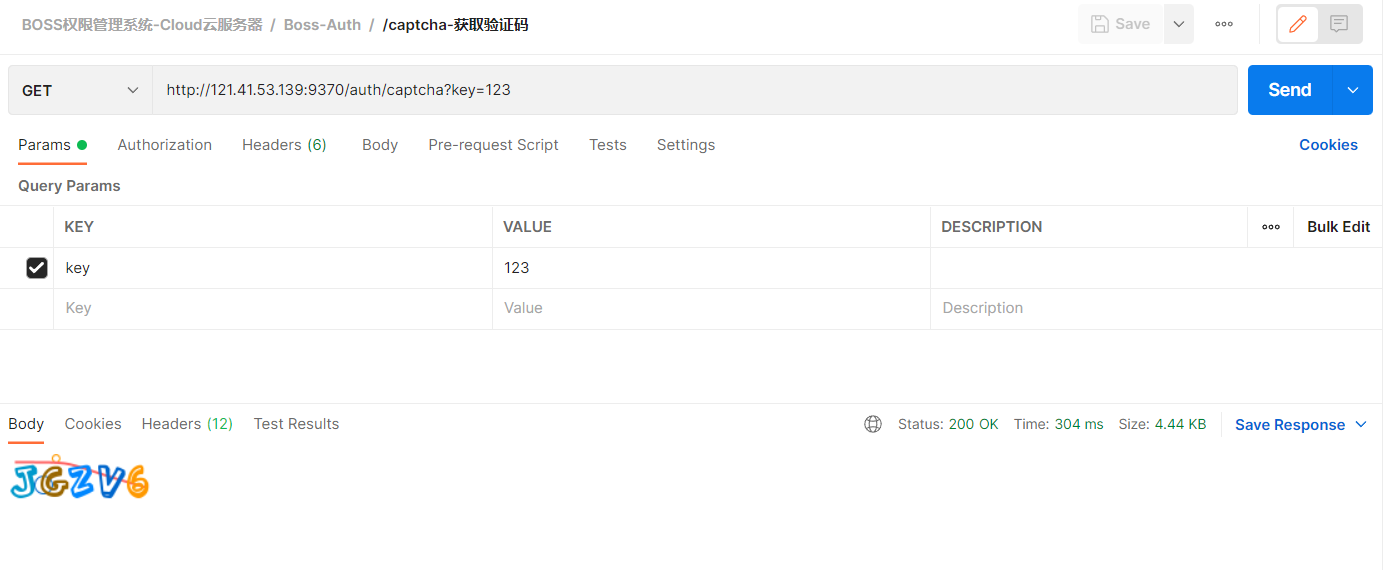 BOSS权限管理系统-Cloud云服务器 / Boss-Auth / /captcha-获取验证码 Save
GET http://121.41.53.139:9370/auth/captcha?key=123 Send
Params Authorization Headers (6) Body Pre-request Script Tests Settings Cookies
Query Params
KEY VALUE DESCRIPTION Bulk Edit
key 123
Key Value Description
Body Cookies Headers (12) Test Results Status: 200 OK Time: 304 ms Size: 4.44 KB Save Response
JGZV6